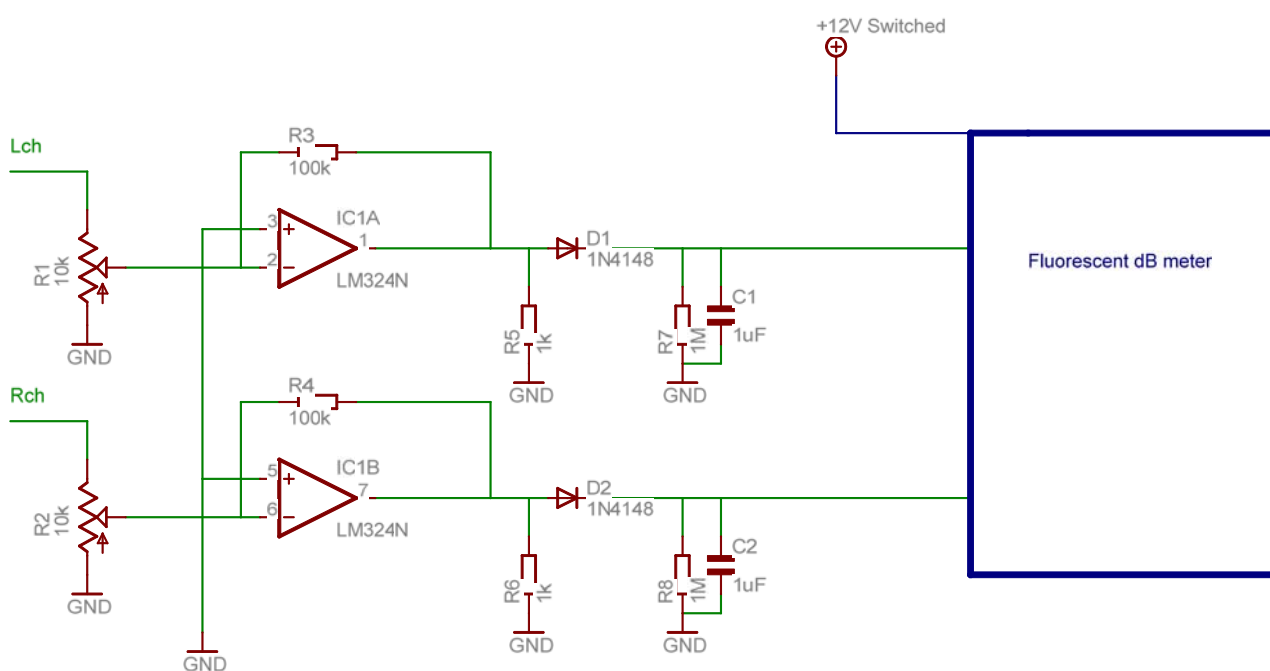 +12V Switched
Lch
R3
100k
3
IC1A
1
2
LM324N
R1
10k
GND
D1
1N4148
Fluorescent dB meter
R5
1k
GND
R7
1M
C1
1uF
GND
Rch
R4
100k
5
IC1B
7
6
LM324N
R2
10k
GND
D2
1N4148
R6
1k
GND
R8
1M
C2
1uF
GND
GND